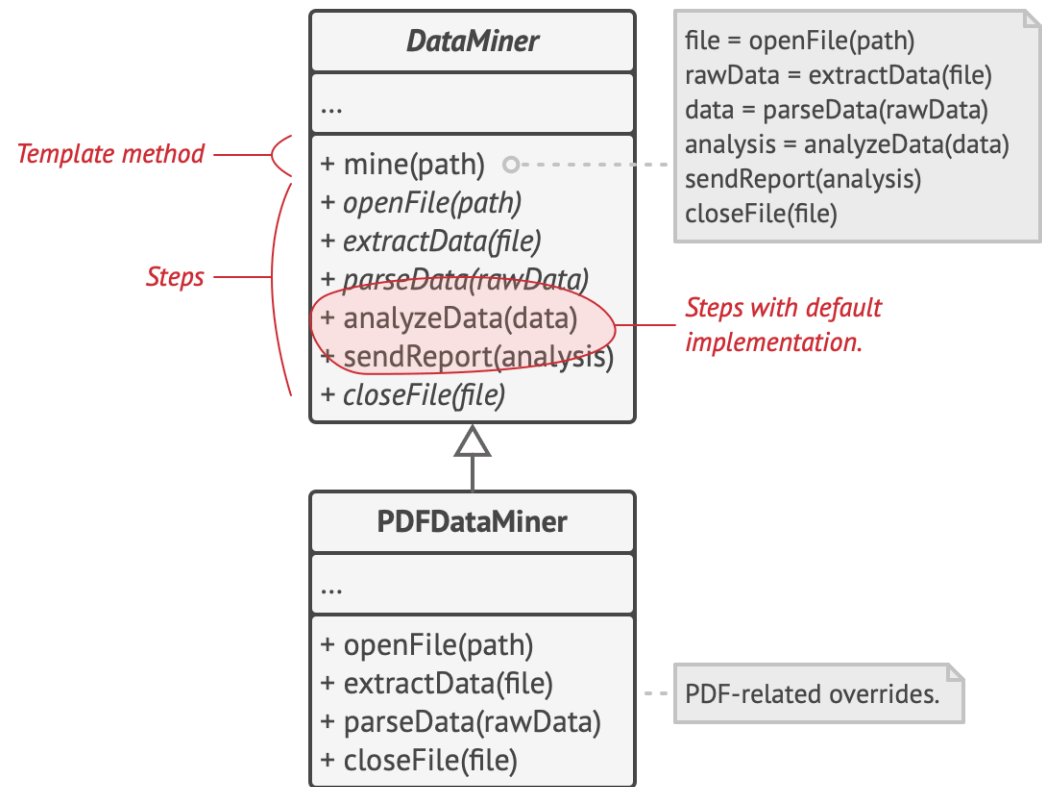 DataMiner
...
Template method
+ mine(path)
+ openFile(path)
+ extractData(file)
+ parseData(rawData)
+ analyzeData(data)
+ sendReport(analysis)
+ closeFile(file)
Steps
Steps with default
implementation.
file = openFile(path)
rawData = extractData(file)
data = parseData(rawData)
analysis = analyzeData(data)
sendReport(analysis)
closeFile(file)
PDFDataMiner
...
+ openFile(path)
+ extractData(file)
+ parseData(rawData)
+ closeFile(file)
PDF-related overrides.